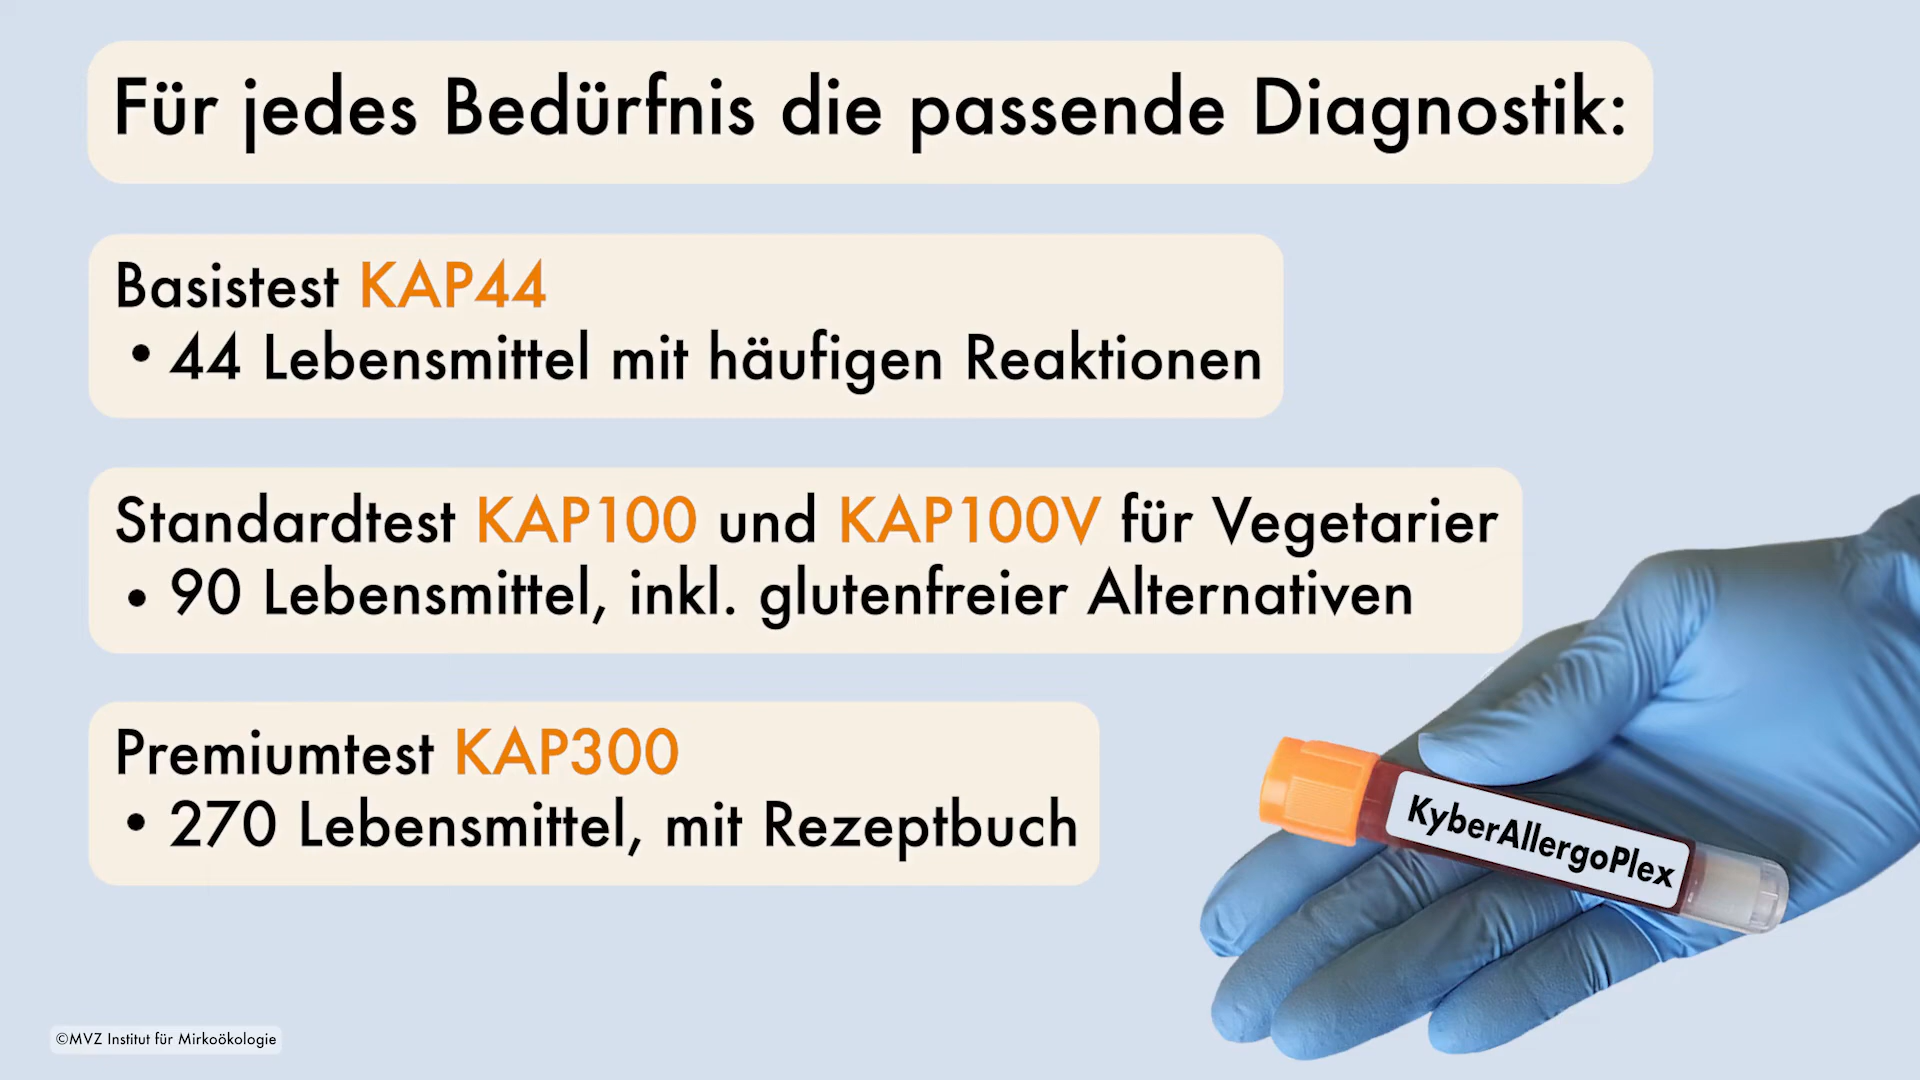 Für jedes Bedürfnis die passende Diagnostik:
Basistest KAP44
• 44 Lebensmittel mit häufigen Reaktionen
Standardtest KAP100 und KAP100V für Vegetarier
• 90 Lebensmittel, inkl. glutenfreier Alternativen
Premiumtest KAP300
• 270 Lebensmittel, mit Rezeptbuch
KyberAllergoPlex
©MVZ Institut für Mirkoökologie